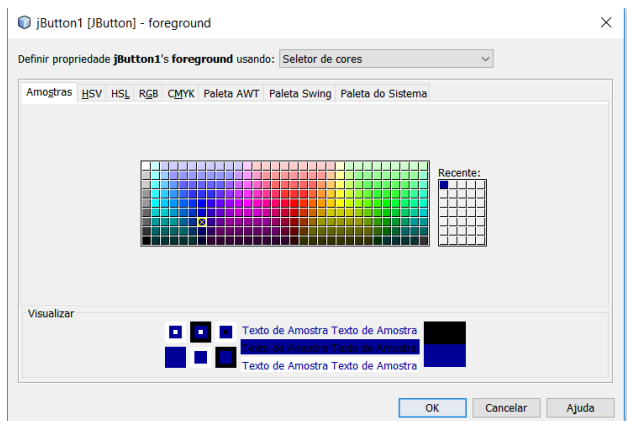 jButton1 [JButton] - foreground
Definir propriedade jButton1's foreground usando: Seletor de cores
Amostras HSV HSL RGB CMYK Paleta AWT Paleta Swing Paleta do Sistema
Recente:
Visualizar
Texto de Amostra Texto de Amostra
Texto de Amostra Texto de Amostra
Texto de Amostra Texto de Amostra
OK Cancelar Ajuda